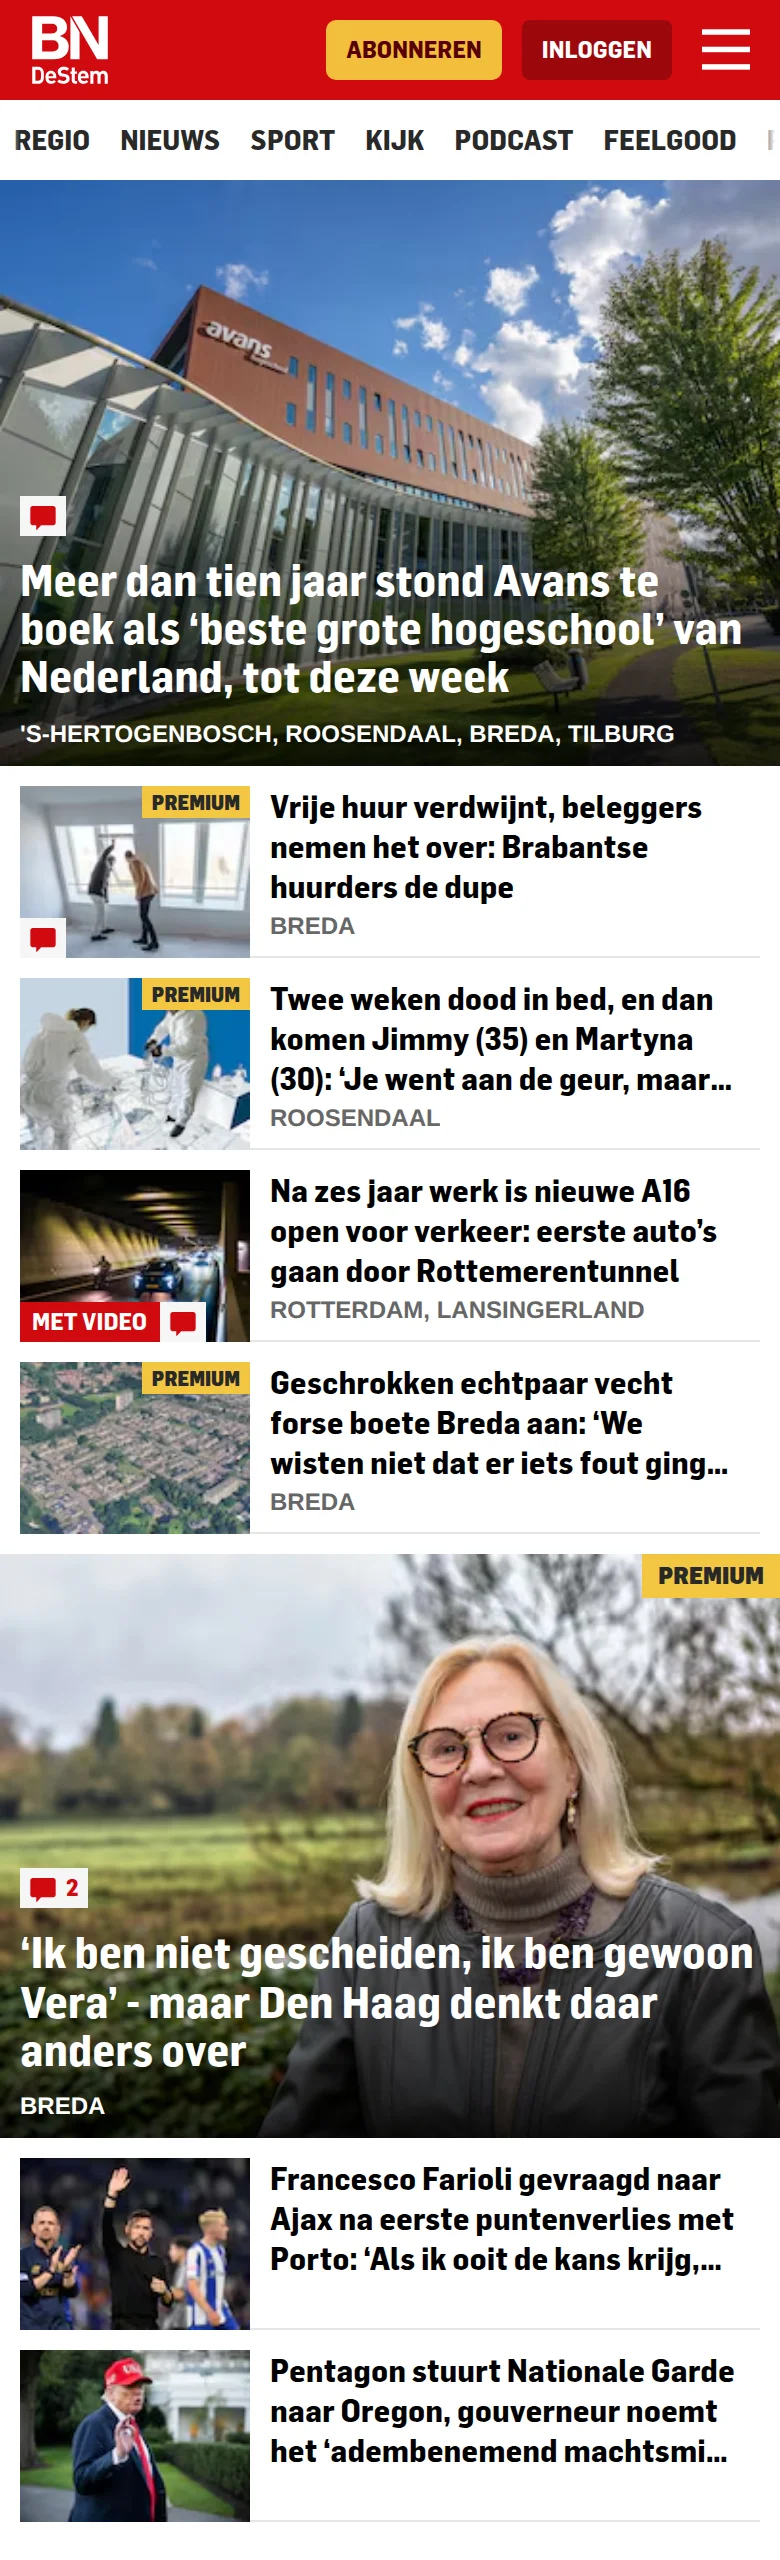 BN
DeStem
ABONNEREN
INLOGGEN
REGIO NIEUWS SPORT KIJK PODCAST FEELGOOD
avans
Meer dan tien jaar stond Avans te
boek als ‘beste grote hogeschool’ van
Nederland, tot deze week
'S-HERTOGENBOSCH, ROOSENDAAL, BREDA, TILBURG
PREMIUM
Vrije huur verdwijnt, beleggers
nemen het over: Brabantse
huurders de dupe
BREDA
PREMIUM
Twee weken dood in bed, en dan
komen Jimmy (35) en Martyna
(30): ‘Je went aan de geur, maar...
ROOSENDAAL
MET VIDEO
Na zes jaar werk is nieuwe A16
open voor verkeer: eerste auto’s
gaan door Rottemerentunnel
ROTTERDAM, LANSINGERLAND
PREMIUM
Geschrokken echtpaar vecht
forse boete Breda aan: ‘We
wisten niet dat er iets fout ging...
BREDA
PREMIUM
2
‘Ik ben niet gescheiden, ik ben gewoon
Vera’ - maar Den Haag denkt daar
anders over
BREDA
Francesco Farioli gevraagd naar
Ajax na eerste puntenverlies met
Porto: ‘Als ik ooit de kans krijg,...
Pentagon stuurt Nationale Garde
naar Oregon, gouverneur noemt
het ‘adembenemend machtsmi...